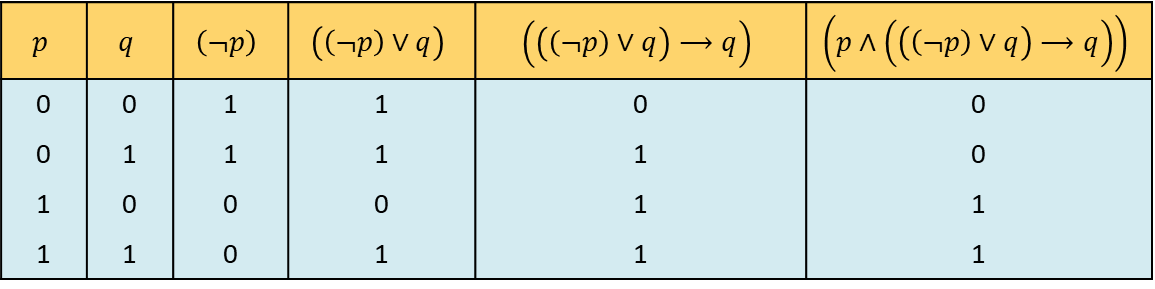 p q (¬p) ((¬p) ∨ q) (((¬p) ∨ q) ⟶ q) (p ∧ (((¬p) ∨ q) ⟶ q))
0 0 1 1 0 0
0 1 1 1 1 0
1 0 0 0 1 1
1 1 0 1 1 1